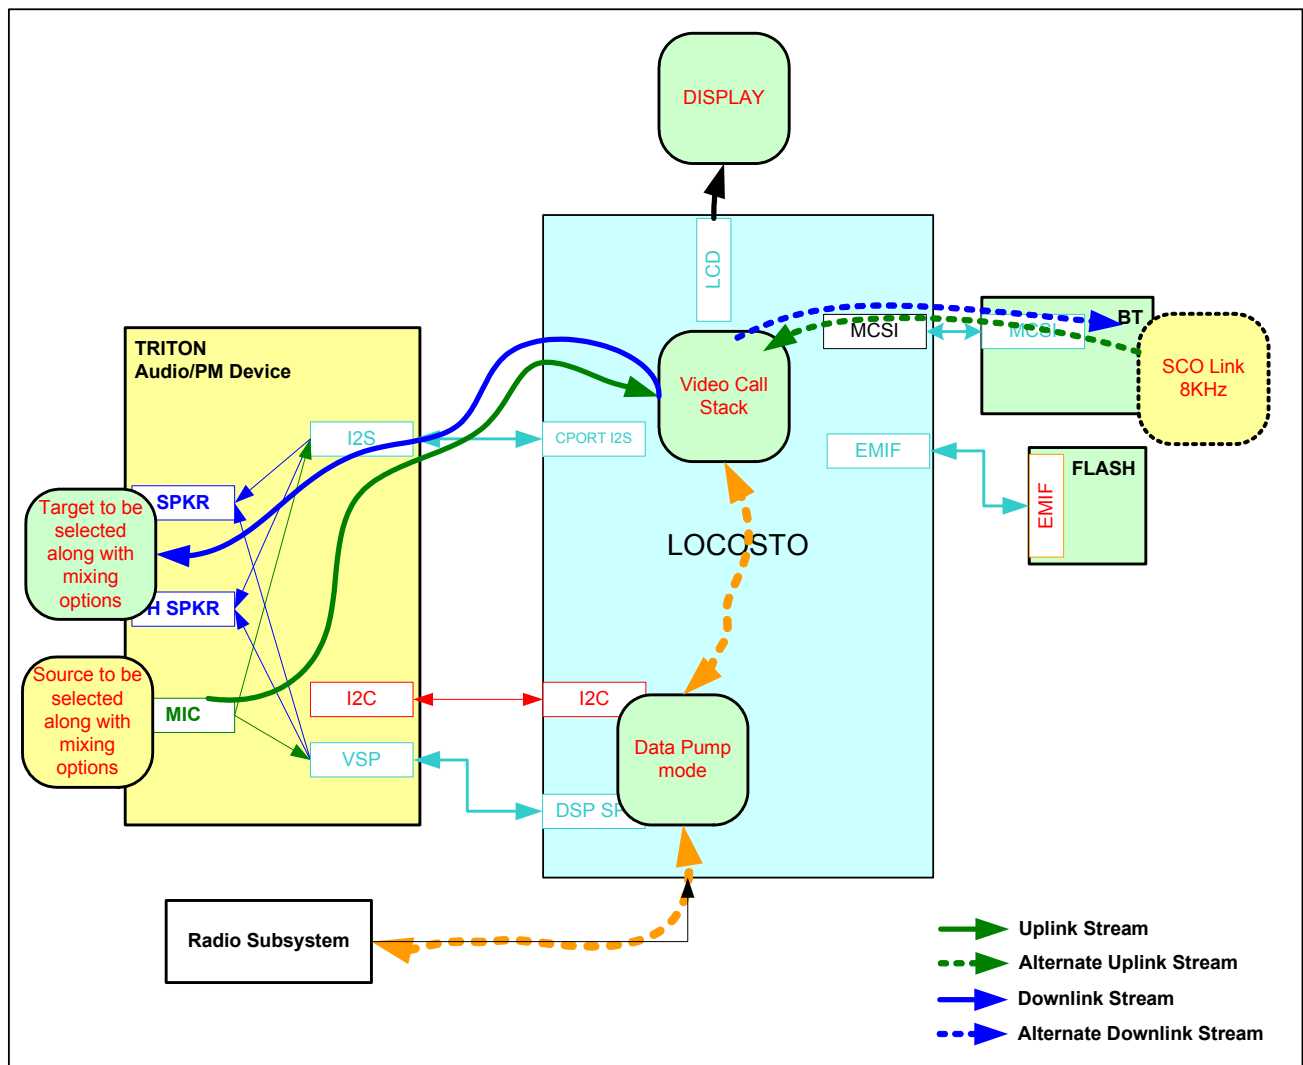 DISPLAY
LCD
TRITON
Audio/PM Device
I2S
CPORT I2S
Video Call
Stack
MCSI
MCSI
BT
SCO Link
8KHz
EMIF
FLASH
EMIF
SPKR
Target to be
selected
along with
mixing
options
H SPKR
LOCOSTO
Source to be
selected
along with
mixing
options
MIC
I2C
I2C
VSP
DSP SP
Data Pump
mode
Radio Subsystem
Uplink Stream
Alternate Uplink Stream
Downlink Stream
Alternate Downlink Stream